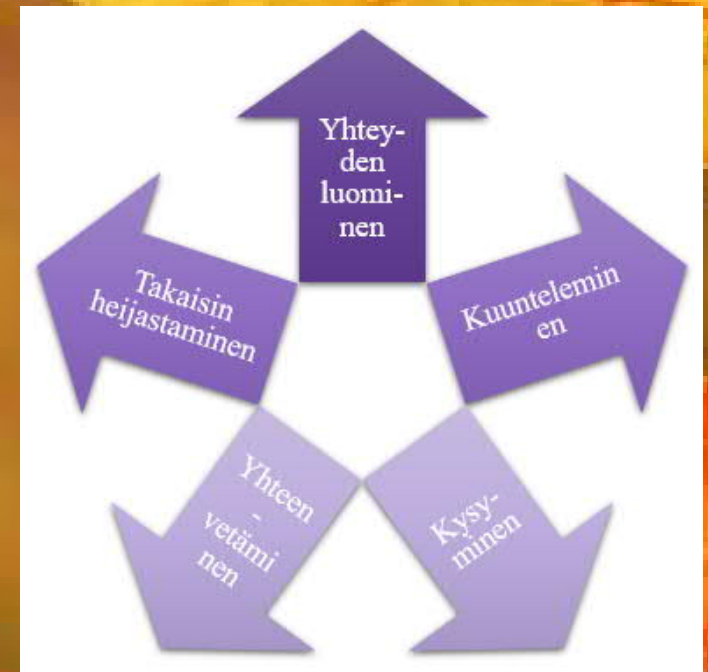 Yhtey-
den
luomi-
nen
Kuuntelemin
en
Kysy-
minen
Yhteen
-
vetämi
nen
Takaisin
heijastaminen